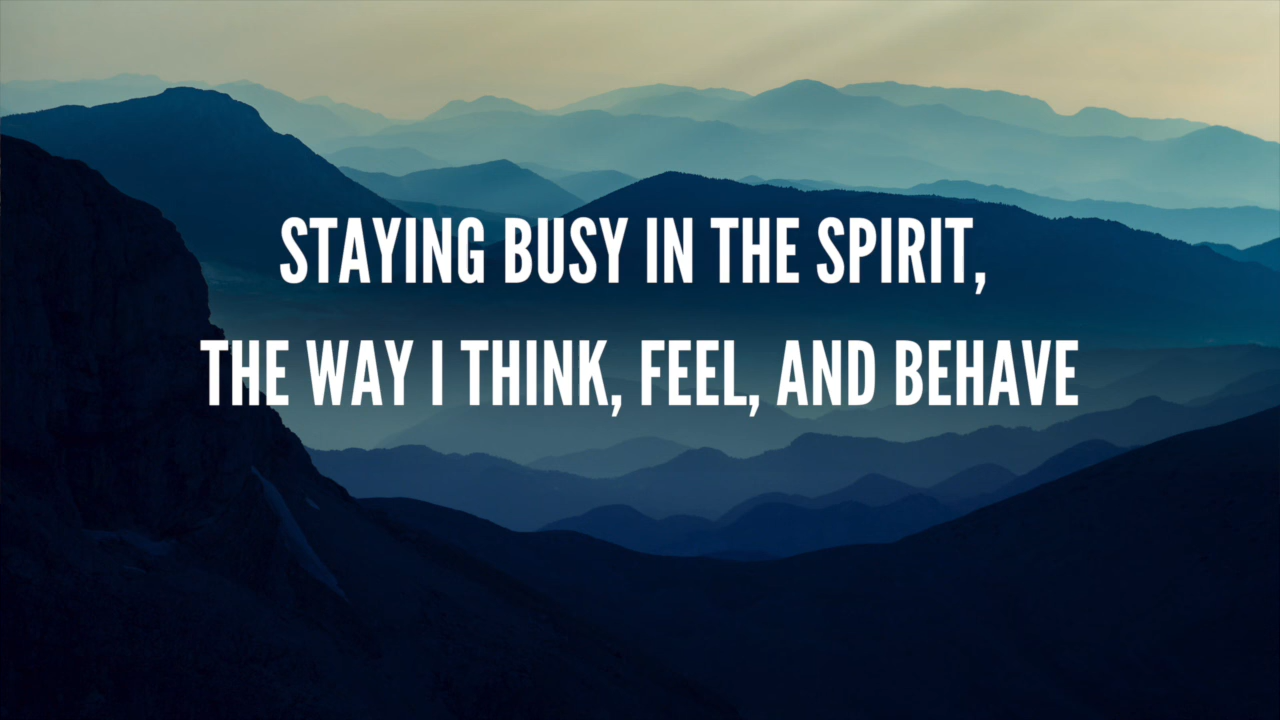 STAYING BUSY IN THE SPIRIT,
THE WAY I THINK, FEEL, AND BEHAVE